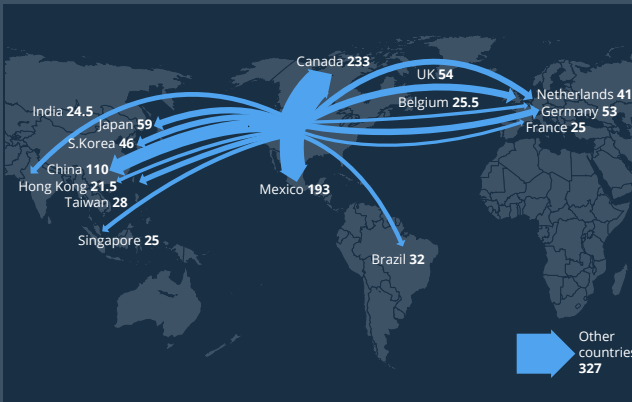 Canada 233
UK 54
Netherlands 41
Belgium 25.5
India 24.5
Germany 53
Japan 59
France 25
S.Korea 46
China 110
Hong Kong 21.5
Mexico 193
Taiwan 28
Singapore 25
Brazil 32
Other
countries
327